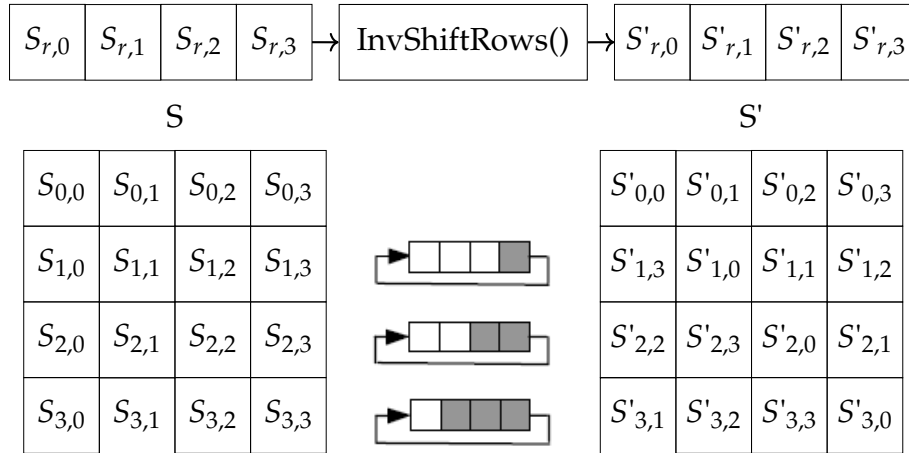 S_{r,0} S_{r,1} S_{r,2} S_{r,3} InvShiftRows() S'_{r,0} S'_{r,1} S'_{r,2} S'_{r,3}
S S'
S_{0,0} S_{0,1} S_{0,2} S_{0,3} S'_{0,0} S'_{0,1} S'_{0,2} S'_{0,3}
S_{1,0} S_{1,1} S_{1,2} S_{1,3} S'_{1,3} S'_{1,0} S'_{1,1} S'_{1,2}
S_{2,0} S_{2,1} S_{2,2} S_{2,3} S'_{2,2} S'_{2,3} S'_{2,0} S'_{2,1}
S_{3,0} S_{3,1} S_{3,2} S_{3,3} S'_{3,1} S'_{3,2} S'_{3,3} S'_{3,0}